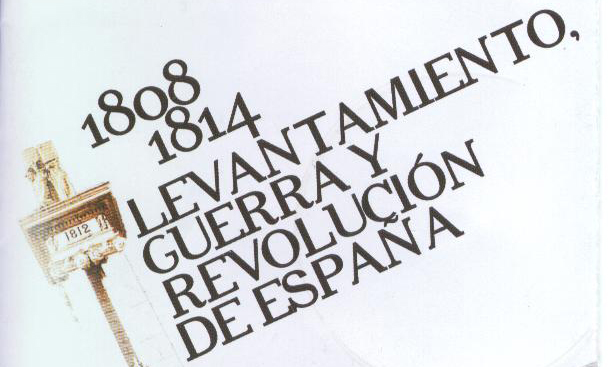 1808
1814
LEVANTAMIENTO,
GUERRA Y
REVOLUCIÓN
DE ESPAÑA
1812